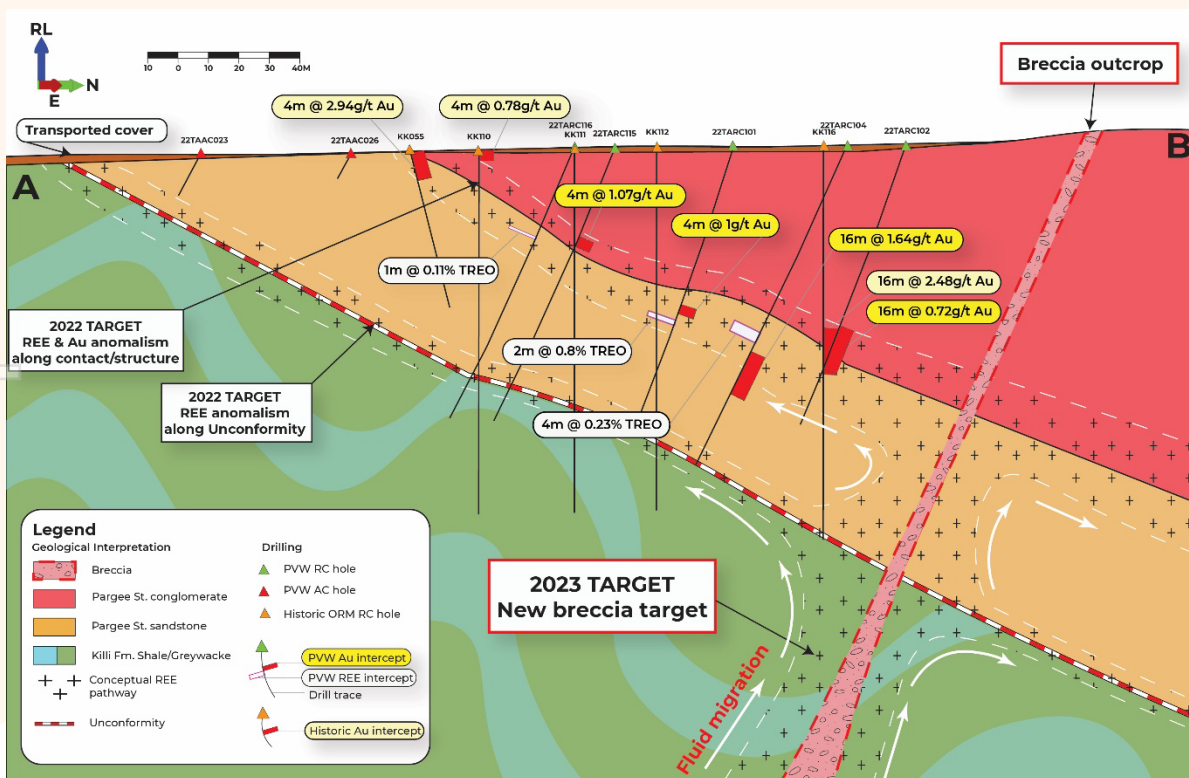 RL
N
E
10 0 10 20 30 40M
Breccia outcrop
4m @ 2.94g/t Au
4m @ 0.78g/t Au
Transported cover
22TAAC023
22TAAC026
KK055
KK110
22TARC116
KK111
22TARC115
KK112
22TARC101
KK116
22TARC104
22TARC102
A
B
4m @ 1.07g/t Au
4m @ 1g/t Au
16m @ 1.64g/t Au
1m @ 0.11% TREO
16m @ 2.48g/t Au
16m @ 0.72g/t Au
2022 TARGET
REE & Au anomalism
along contact/structure
2m @ 0.8% TREO
2022 TARGET
REE anomalism
along Unconformity
4m @ 0.23% TREO
2023 TARGET
New breccia target
Fluid migration
Legend
Geological Interpretation
Breccia
Pargee St. conglomerate
Pargee St. sandstone
Killi Fm. Shale/Greywacke
Conceptual REE
pathway
Unconformity
Drilling
PVW RC hole
PVW AC hole
Historic ORM RC hole
PVW Au intercept
PVW REE intercept
Drill trace
Historic Au intercept